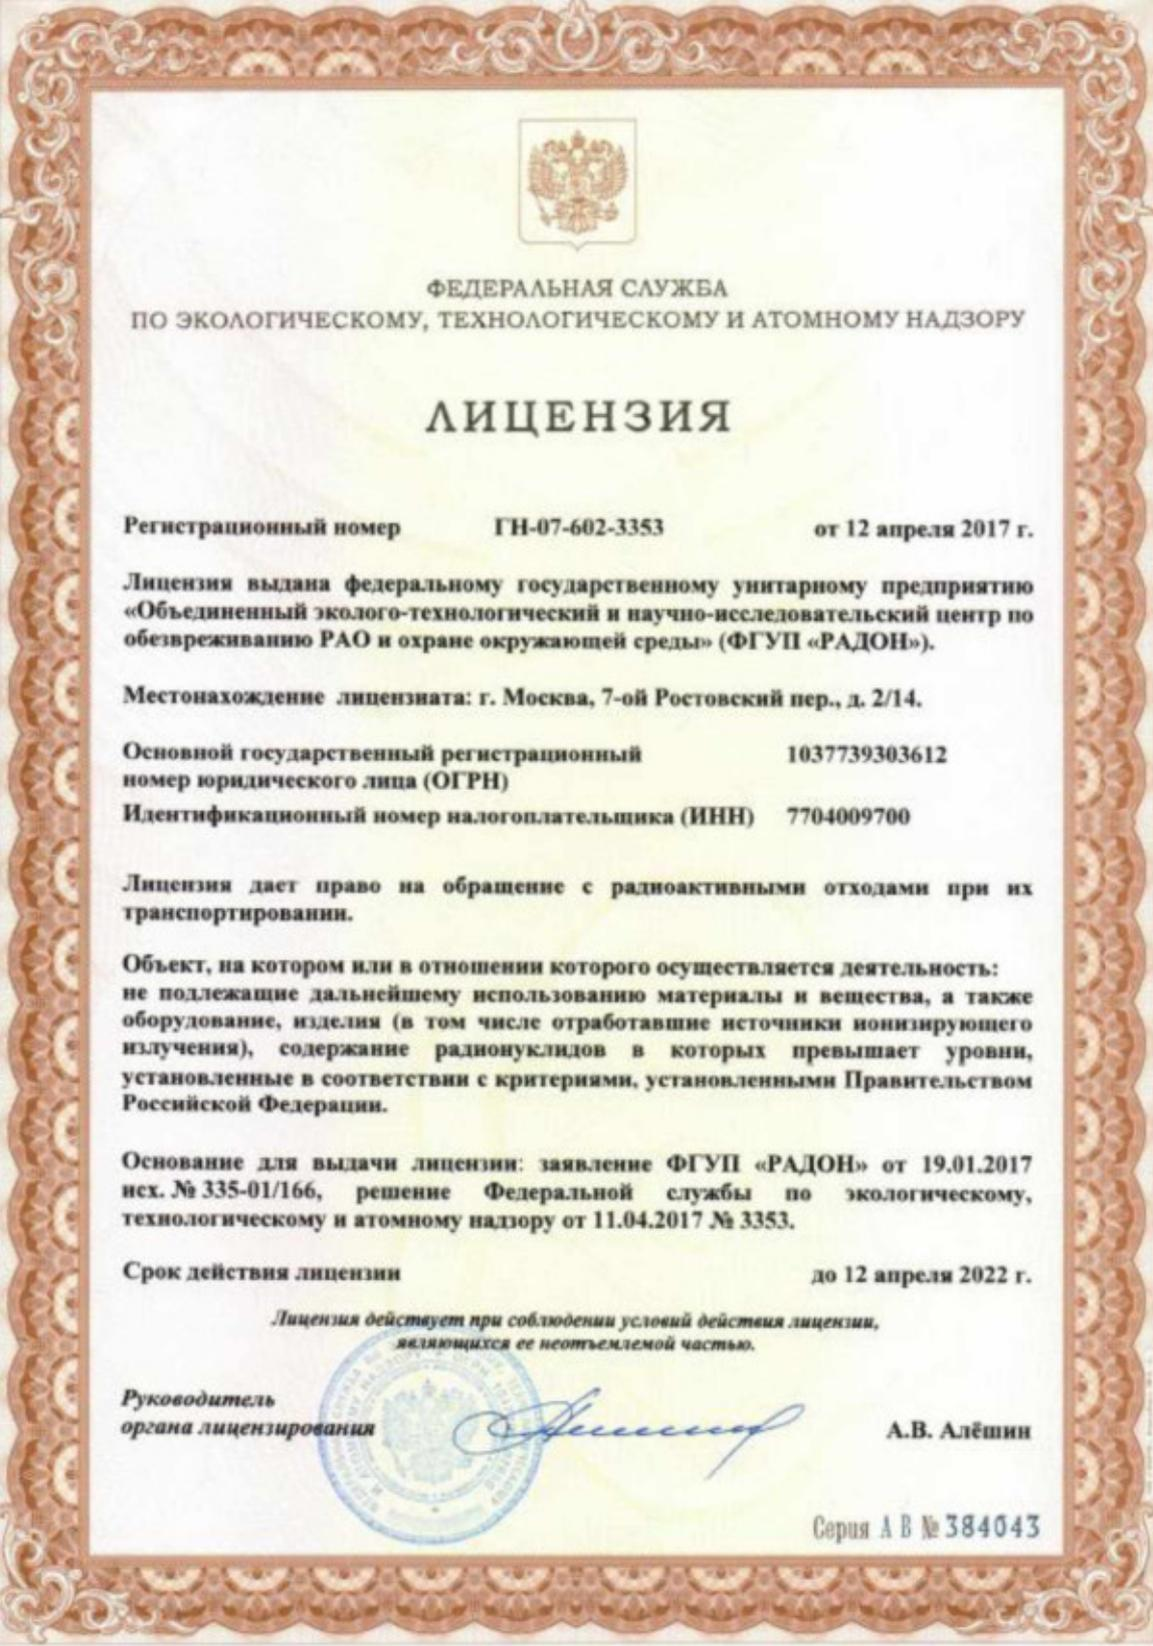 ФЕДЕРАЛЬНАЯ СЛУЖБА
ПО ЭКОЛОГИЧЕСКОМУ, ТЕХНОЛОГИЧЕСКОМУ И АТОМНОМУ НАДЗОРУ
ЛИЦЕНЗИЯ
Регистрационный номер ГН-07-602-3353 от 12 апреля 2017 г.
Лицензия выдана федеральному государственному унитарному предприятию
«Объединенный эколого-технологический и научно-исследовательский центр по
обезвреживанию РАО и охране окружающей среды» (ФГУП «РАДОН»).
Местонахождение лицензиата: г. Москва, 7-ой Ростовский пер., д. 2/14.
Основной государственный регистрационный 1037739303612
номер юридического лица (ОГРН)
Идентификационный номер налогоплательщика (ИНН) 7704009700
Лицензия дает право на обращение с радиоактивными отходами при их
транспортировании.
Объект, на котором или в отношении которого осуществляется деятельность:
не подлежащие дальнейшему использованию материалы и вещества, а также
оборудование, изделия (в том числе отработавшие источники ионизирующего
излучения), содержание радионуклидов в которых превышает уровни,
установленные в соответствии с критериями, установленными Правительством
Российской Федерации.
Основание для выдачи лицензии: заявление ФГУП «РАДОН» от 19.01.2017
исх. № 335-01/166, решение Федеральной службы по экологическому,
технологическому и атомному надзору от 11.04.2017 № 3353.
Срок действия лицензии до 12 апреля 2022 г.
Лицензия действует при соблюдении условий действия лицензии,
являющихся ее неотъемлемой частью.
Руководитель
органа лицензирования А.В. Алёшин
Серия А В № 384043